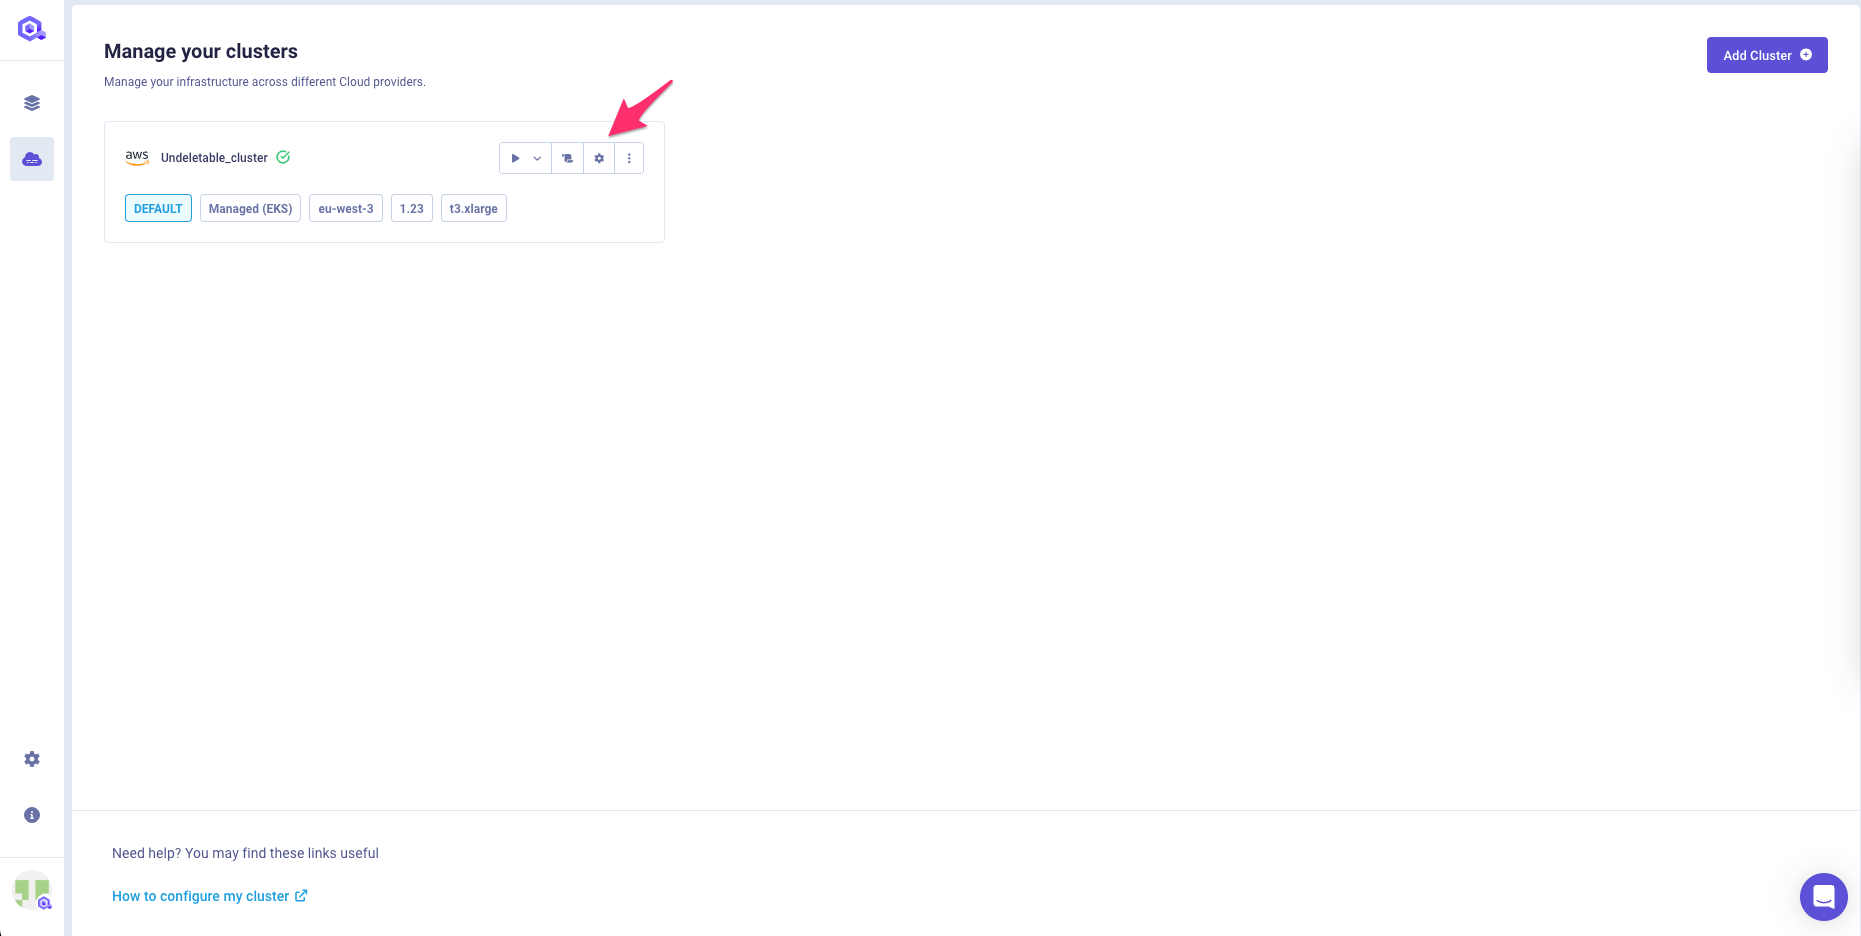 Manage your clusters
Add Cluster
Manage your infrastructure across different Cloud providers.
aws Undeletable_cluster
DEFAULT Managed (EKS) eu-west-3 1.23 t3.xlarge
Need help? You may find these links useful
How to configure my cluster